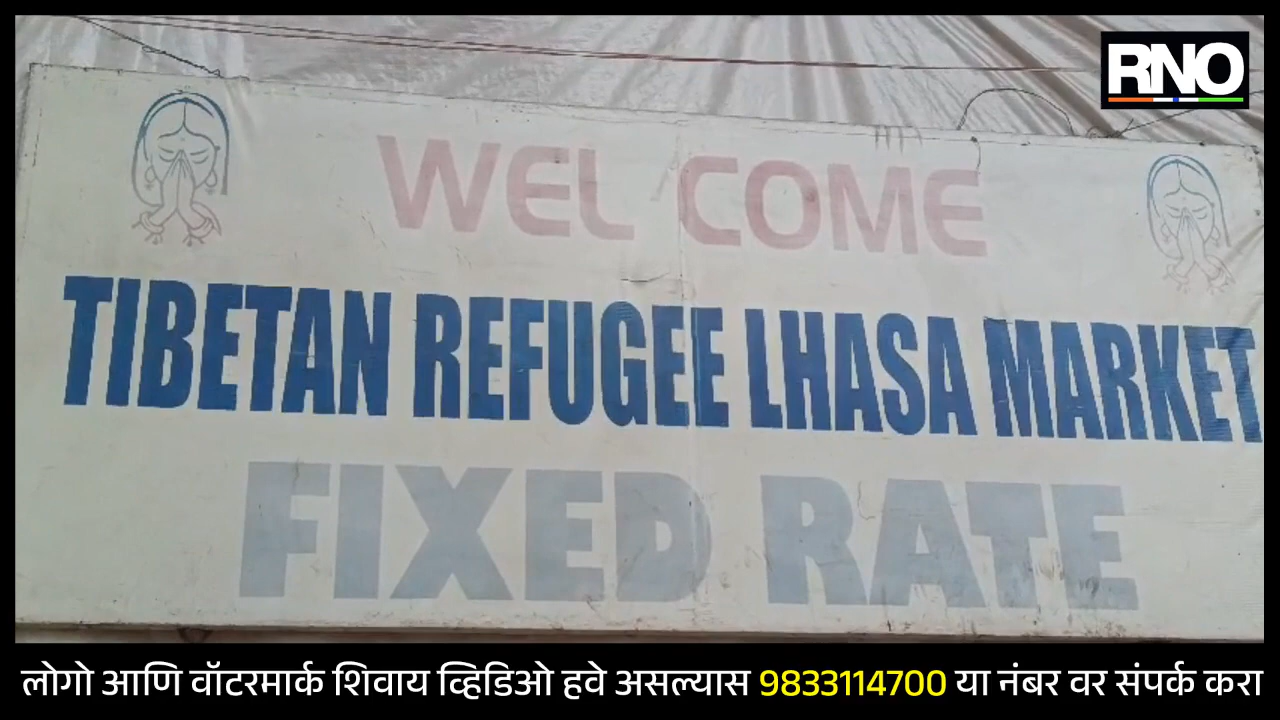 RNO
WEL COME
TIBETAN REFUGEE LHASA MARKET
FIXED RATE
लोगो आणि वॉटरमार्क शिवाय व्हिडिओ हवे असल्यास 9833114700 या नंबर वर संपर्क करा